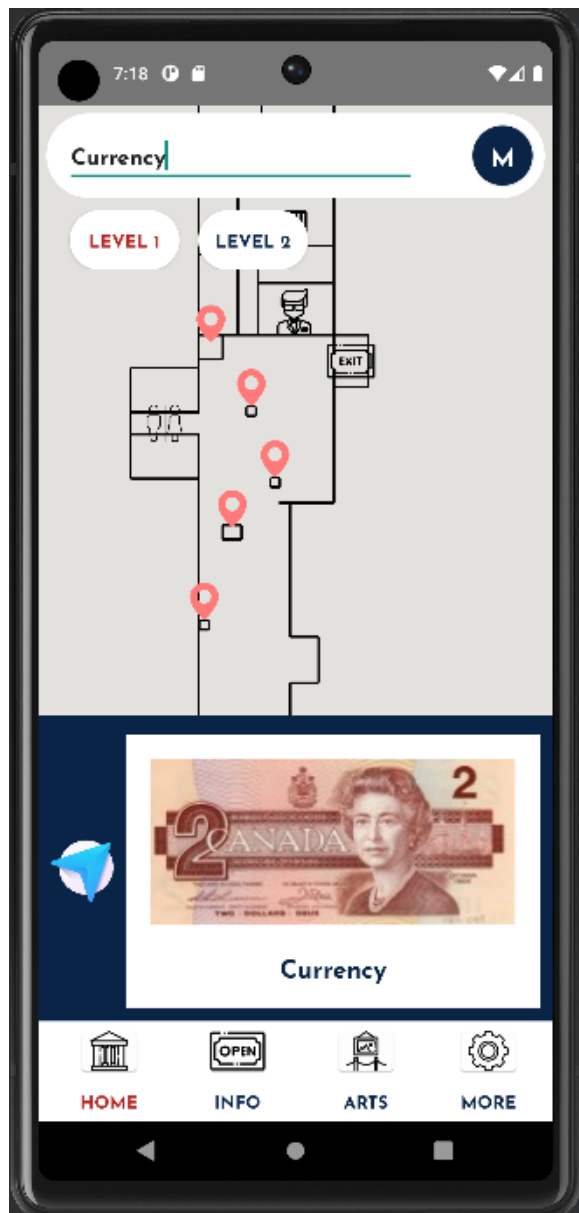 7:18
Currency
M
LEVEL 1
LEVEL 2
EXIT
2
2
CANADA
TWO · DOLLARS · DEUX
Currency
OPEN
HOME
INFO
ARTS
MORE